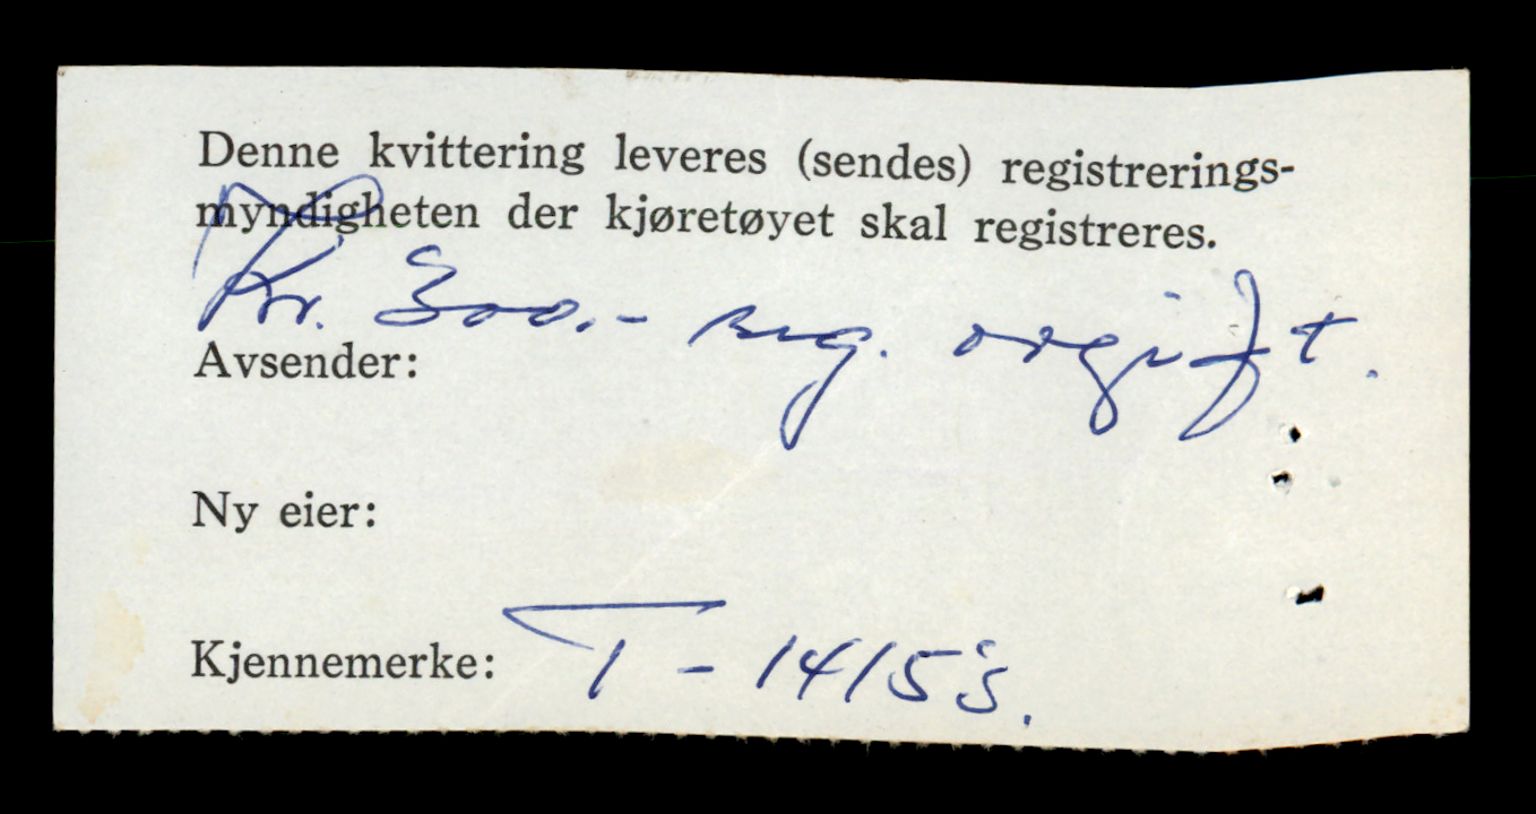 Denne kvittering leveres (sendes) registrerings-
myndigheten der kjøretøyet skal registreres.
Kr. 300.- reg. avgift.
Avsender:
Ny eier:
Kjennemerke: T - 14153.